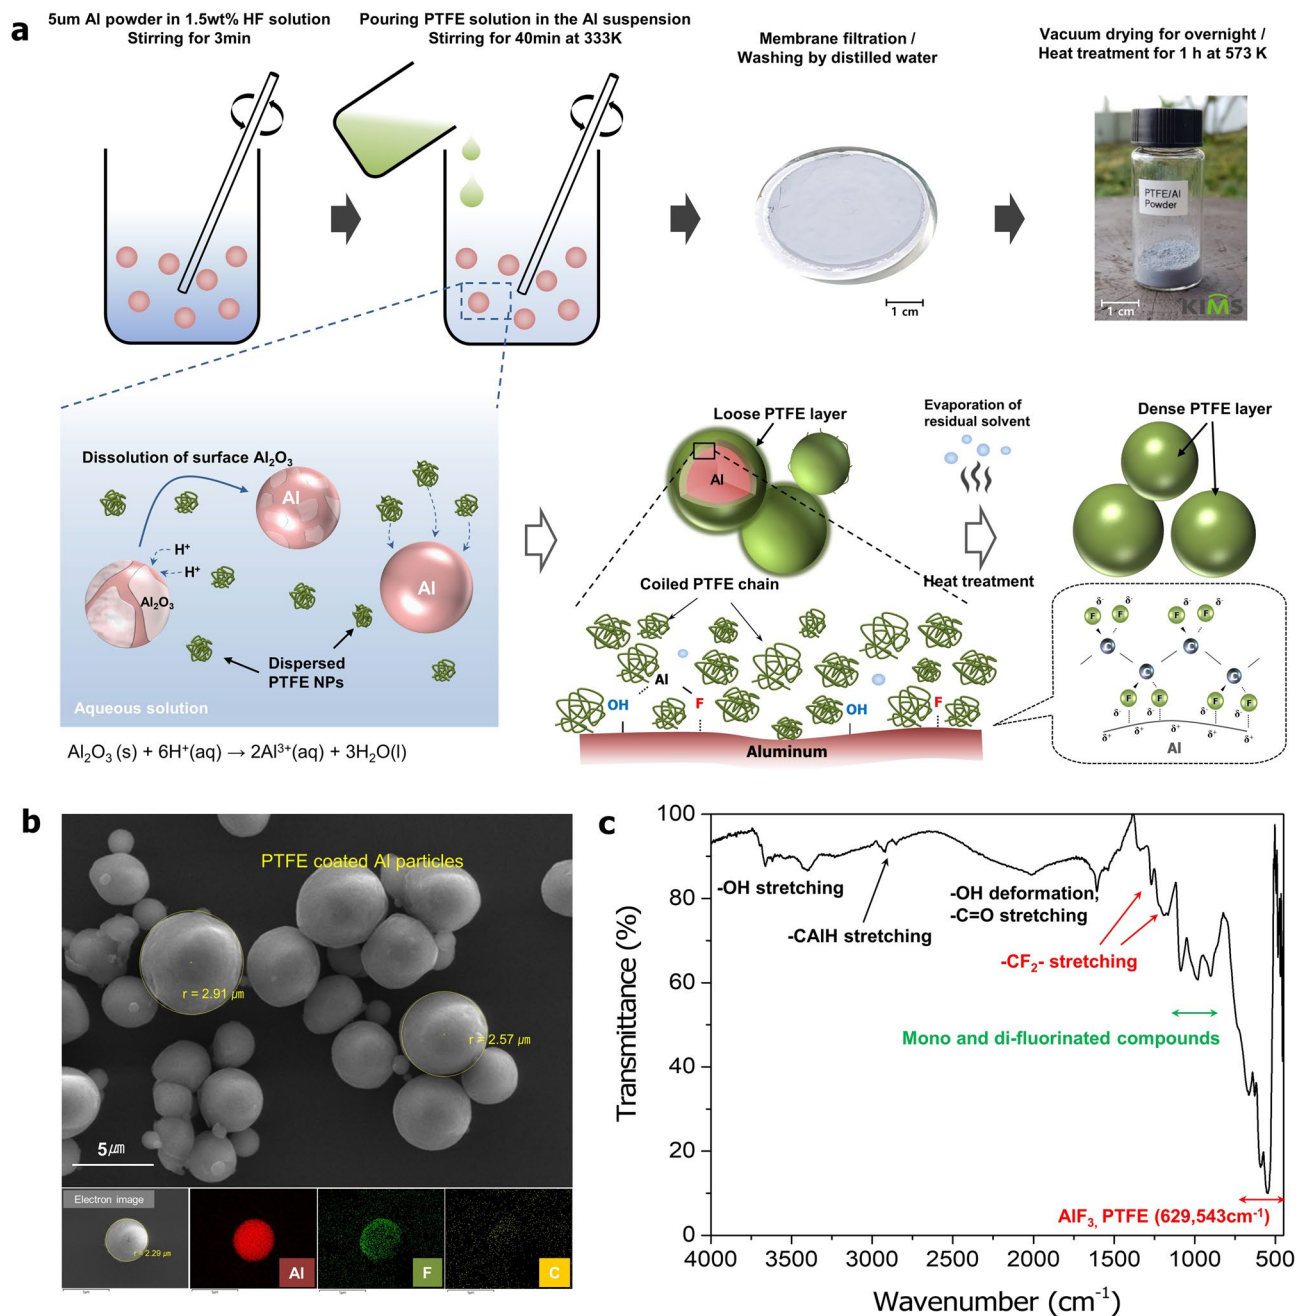 a
5um Al powder in 1.5wt% HF solution
Stirring for 3min
Pouring PTFE solution in the Al suspension
Stirring for 40min at 333K
Membrane filtration /
Washing by distilled water
Vacuum drying for overnight /
Heat treatment for 1 h at 573 K
1 cm
PTFE/Al
Powder
1 cm
KIMS
Dissolution of surface Al₂O₃
Al
H⁺
H⁺
Al₂O₃
Al
Dispersed
PTFE NPs
Aqueous solution
Al₂O₃ (s) + 6H⁺(aq) → 2Al³⁺(aq) + 3H₂O(l)
Loose PTFE layer
Al
Coiled PTFE chain
Al
OH
F
OH
F
Aluminum
Evaporation of
residual solvent
Heat treatment
Dense PTFE layer
δ⁻ δ⁻ δ⁻ δ⁻
F F F F
C C
C C
F F F F
δ⁻ δ⁻ δ⁻ δ⁻
δ⁺ δ⁺ δ⁺ δ⁺ δ⁺
Al
b
PTFE coated Al particles
r = 2.91 ㎛
r = 2.57 ㎛
5㎛
Electron image
r = 2.29 ㎛
Al
F
C
c
Transmittance (%)
100
80
60
40
20
0
-OH stretching
-CAlH stretching
-OH deformation,
-C=O stretching
-CF₂- stretching
Mono and di-fluorinated compounds
AlF₃, PTFE (629,543cm⁻¹)
4000 3500 3000 2500 2000 1500 1000 500
Wavenumber (cm⁻¹)